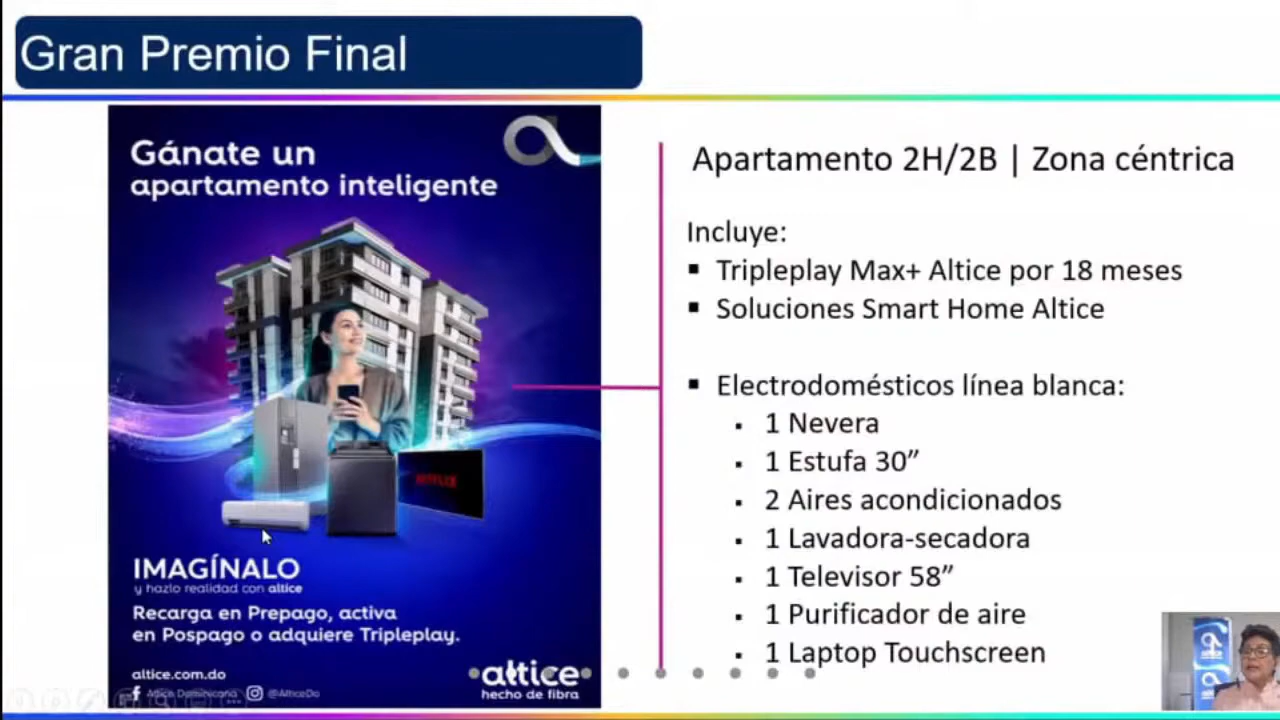 Gran Premio Final
Gánate un
apartamento inteligente
NETFLIX
IMAGÍNALO
y hazlo realidad con altice
Recarga en Prepago, activa
en Pospago o adquiere Tripleplay.
altice.com.do
Altice Dominicana @AlticeDo
altice
hecho de fibra
Apartamento 2H/2B | Zona céntrica
Incluye:
▪ Tripleplay Max+ Altice por 18 meses
▪ Soluciones Smart Home Altice
▪ Electrodomésticos línea blanca:
▪ 1 Nevera
▪ 1 Estufa 30”
▪ 2 Aires acondicionados
▪ 1 Lavadora-secadora
▪ 1 Televisor 58”
▪ 1 Purificador de aire
▪ 1 Laptop Touchscreen